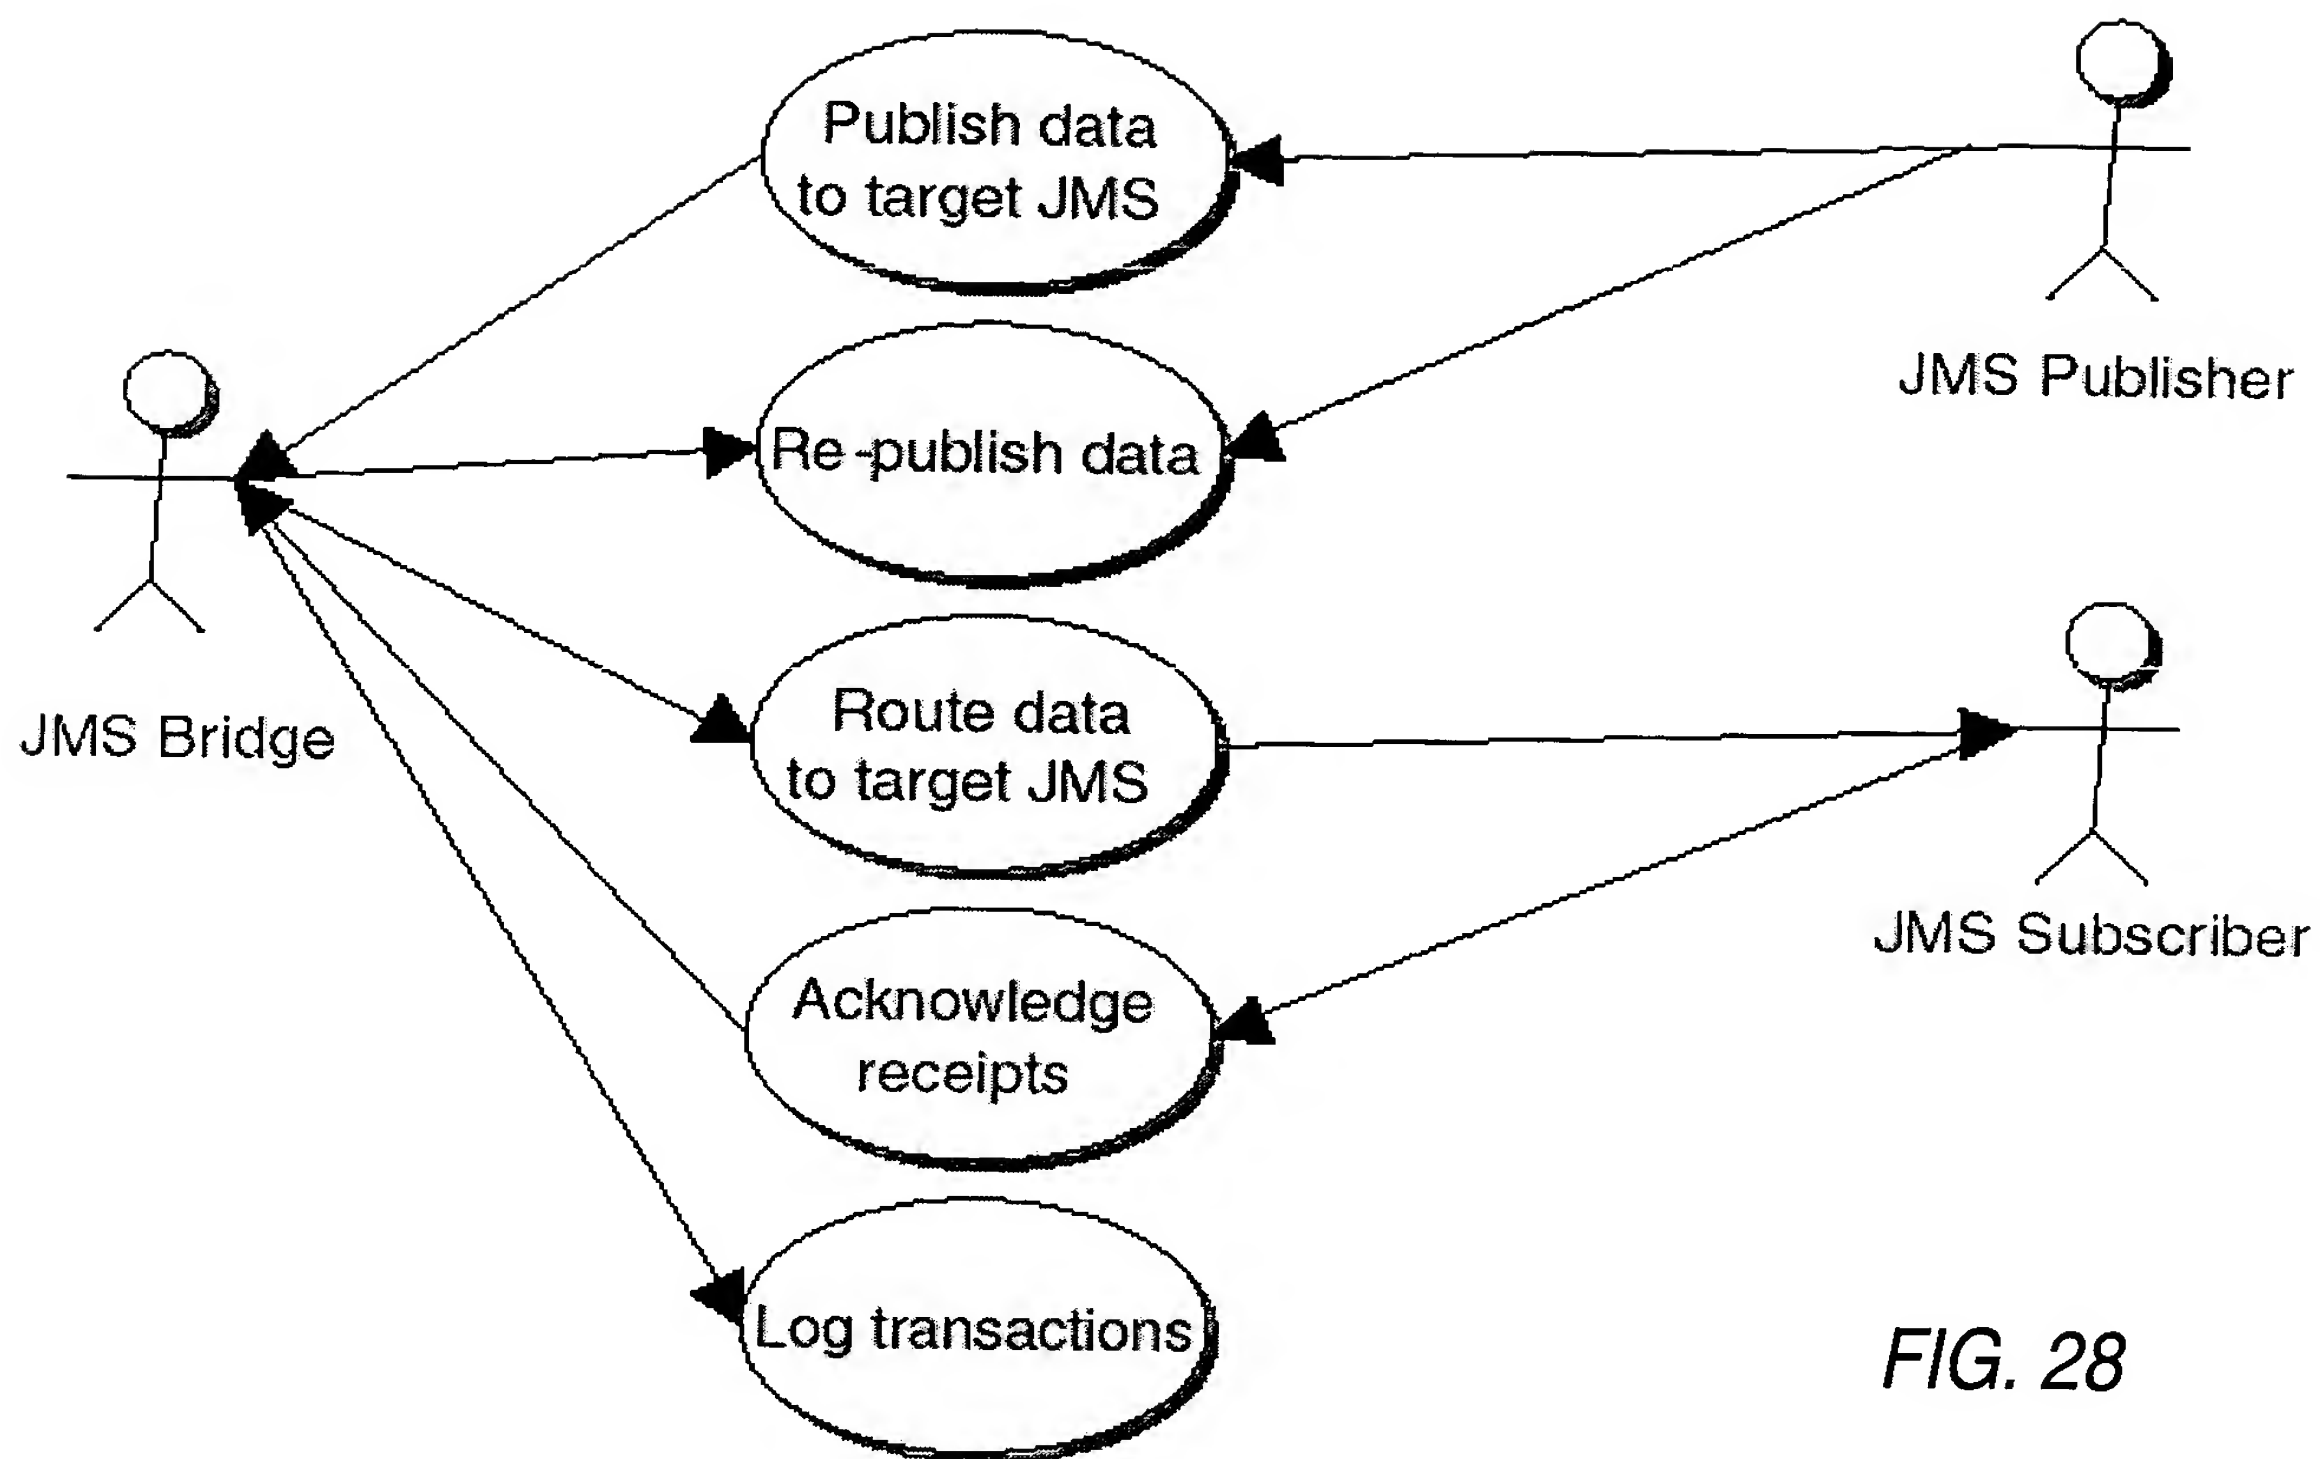 Publish data
to target JMS
JMS Publisher
Re-publish data
JMS Bridge
Route data
to target JMS
JMS Subscriber
Acknowledge
receipts
Log transactions
FIG. 28